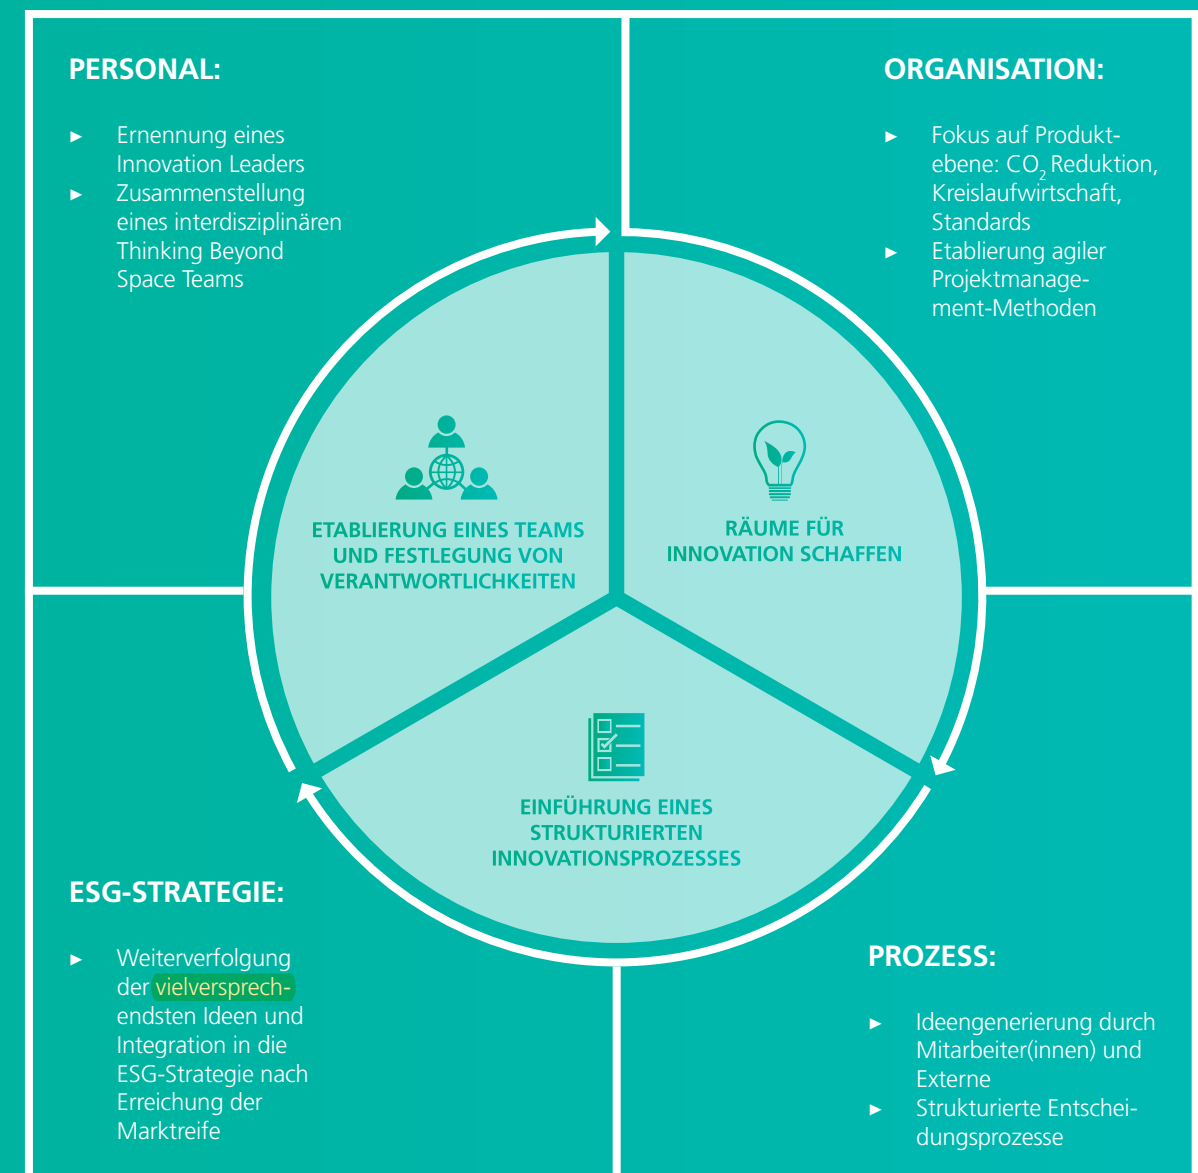 PERSONAL:
► Ernennung eines
Innovation Leaders
► Zusammenstellung
eines interdisziplinären
Thinking Beyond
Space Teams
ORGANISATION:
► Fokus auf Produkt-
ebene: CO₂ Reduktion,
Kreislaufwirtschaft,
Standards
► Etablierung agiler
Projektmanage-
ment-Methoden
ETABLIERUNG EINES TEAMS
UND FESTLEGUNG VON
VERANTWORTLICHKEITEN
RÄUME FÜR
INNOVATION SCHAFFEN
EINFÜHRUNG EINES
STRUKTURIERTEN
INNOVATIONSPROZESSES
ESG-STRATEGIE:
► Weiterverfolgung
der vielversprech-
endsten Ideen und
Integration in die
ESG-Strategie nach
Erreichung der
Marktreife
PROZESS:
► Ideengenerierung durch
Mitarbeiter(innen) und
Externe
► Strukturierte Entschei-
dungsprozesse